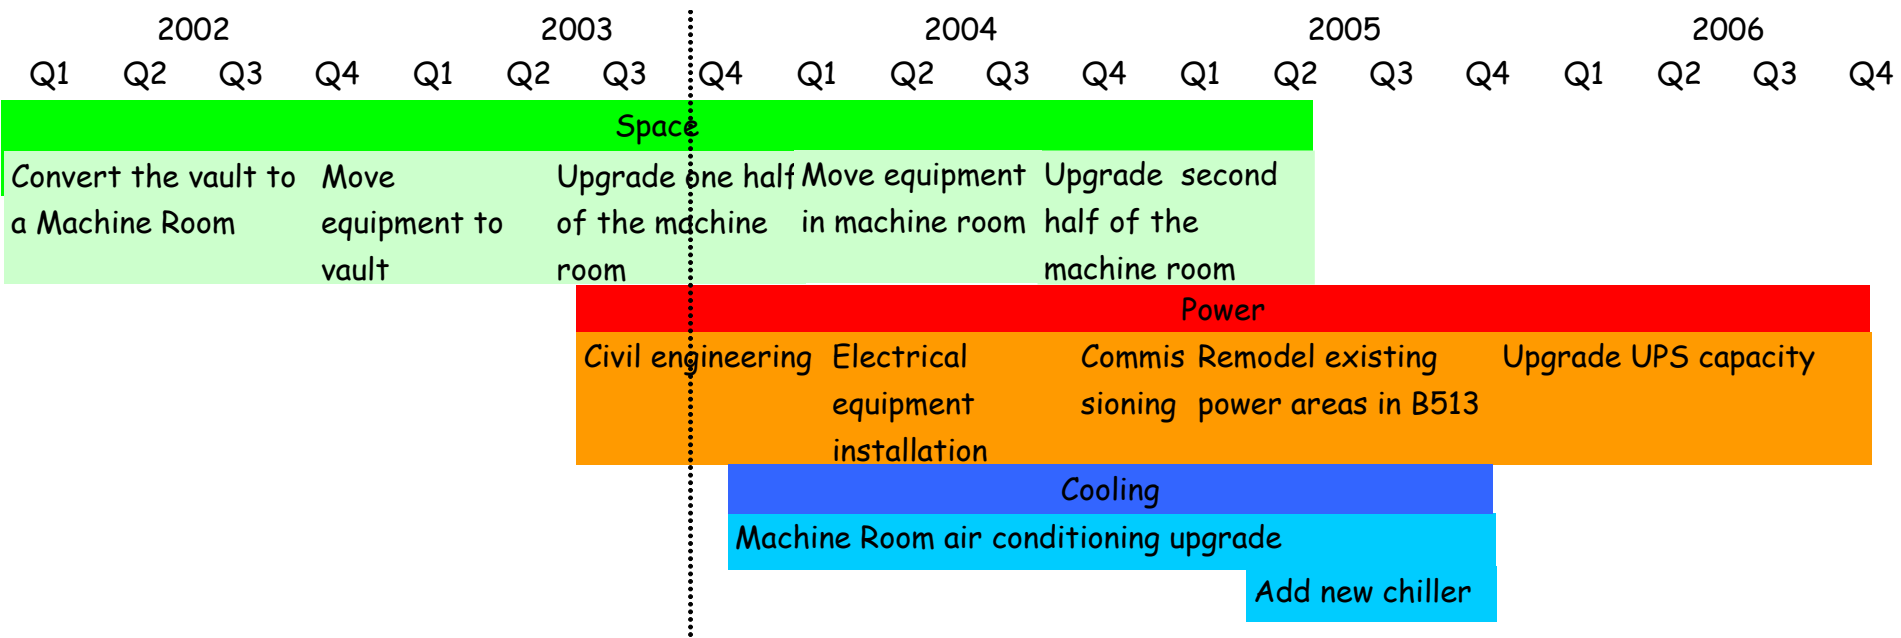 2002 2003 2004 2005 2006
Q1 Q2 Q3 Q4 Q1 Q2 Q3 Q4 Q1 Q2 Q3 Q4 Q1 Q2 Q3 Q4 Q1 Q2 Q3 Q4
Space
Convert the vault to
a Machine Room
Move
equipment to
vault
Upgrade one half
of the machine
room
Move equipment
in machine room
Upgrade second
half of the
machine room
Power
Civil engineering
Electrical
equipment
installation
Commis
sioning
Remodel existing
power areas in B513
Upgrade UPS capacity
Cooling
Machine Room air conditioning upgrade
Add new chiller